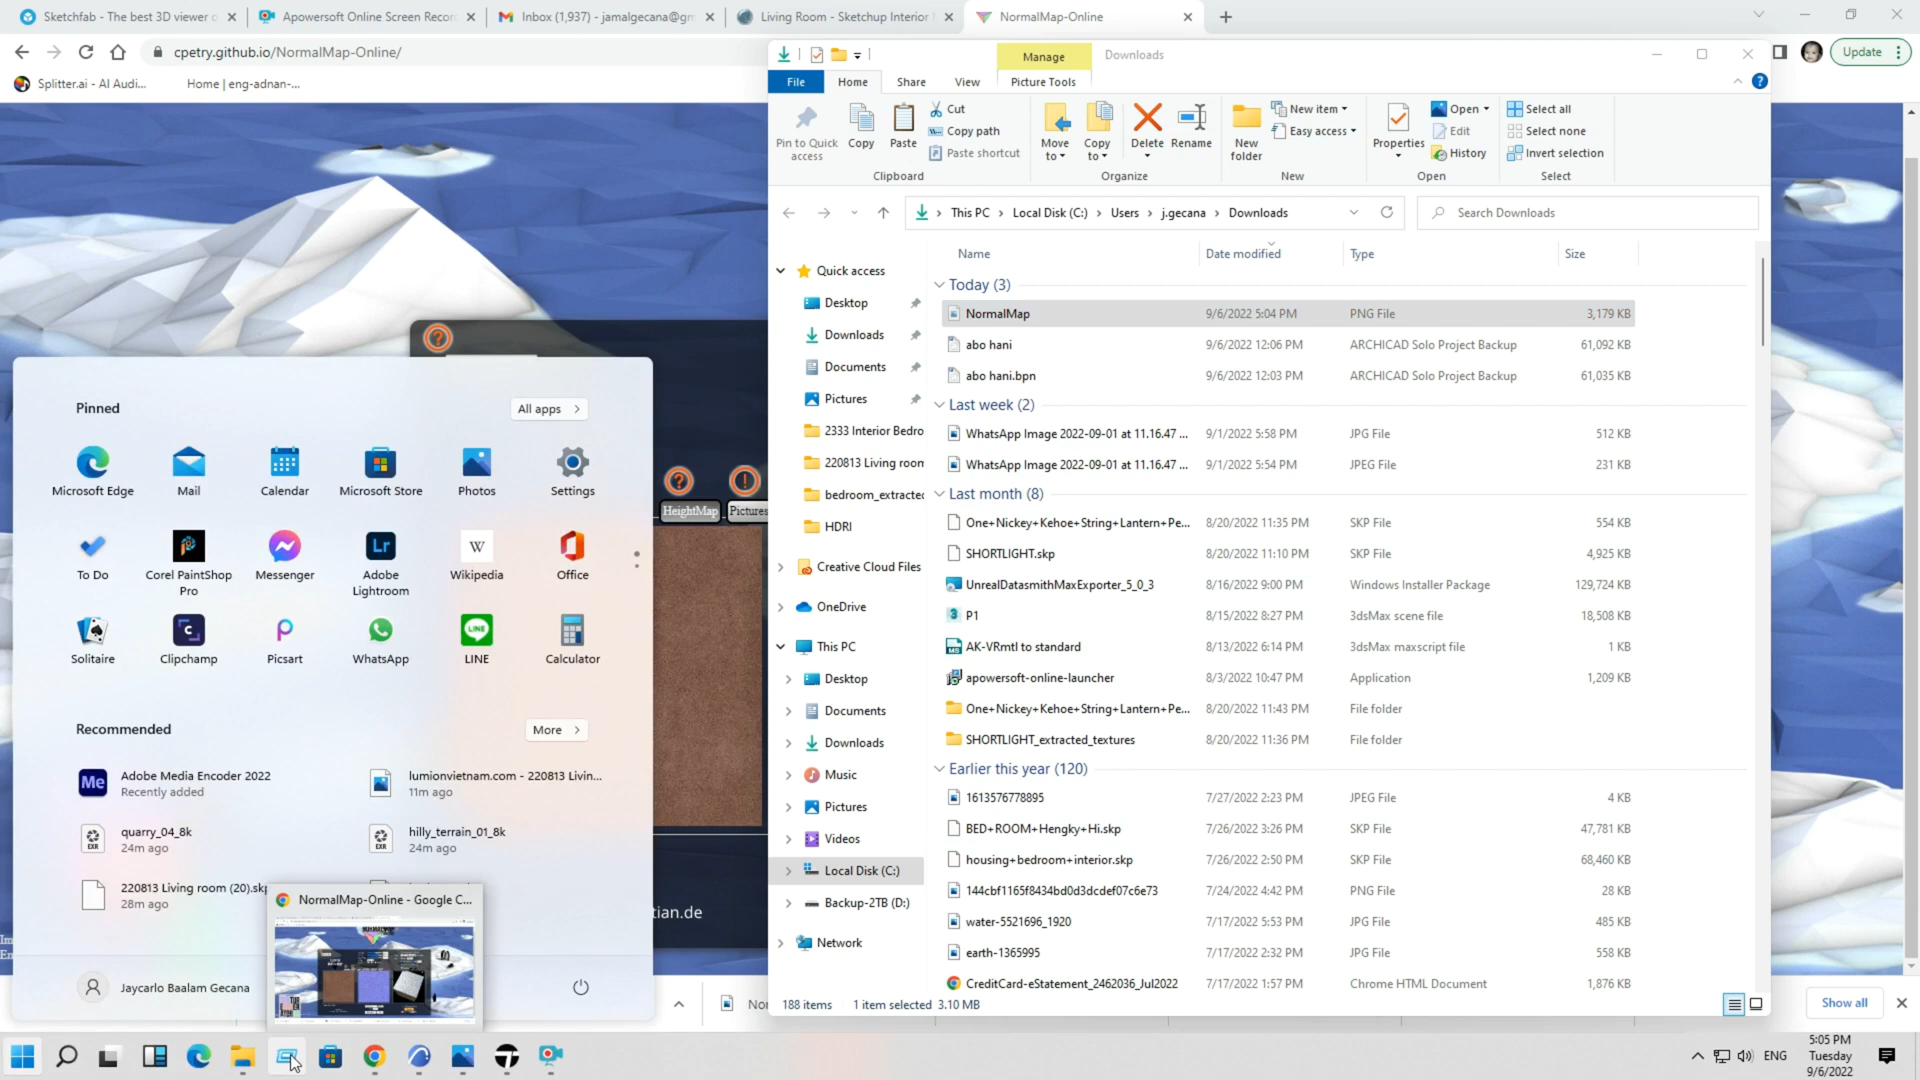 Sketchfab - The best 3D viewer o
Apowersoft Online Screen Recor
Inbox (1,937) - jamalgecana@gm
Living Room - Sketchup Interior
NormalMap-Online
cpetry.github.io/NormalMap-Online/
Update
Splitter.ai - AI Audi...
Home | eng-adnan-...
Manage
Downloads
File
Home
Share
View
Picture Tools
Pin to Quick access
Copy
Paste
Cut
Copy path
Paste shortcut
Move to
Copy to
Delete
Rename
New folder
New item
Easy access
Properties
Open
Edit
History
Select all
Select none
Invert selection
Clipboard
Organize
New
Open
Select
This PC
Local Disk (C:)
Users
j.gecana
Downloads
Search Downloads
Name
Date modified
Type
Size
Quick access
Desktop
Downloads
Documents
Pictures
2333 Interior Bedro
220813 Living room
bedroom_extracted
HDRI
Creative Cloud Files
OneDrive
This PC
Desktop
Documents
Downloads
Music
Pictures
Videos
Local Disk (C:)
Backup-2TB (D:)
Network
Today (3)
NormalMap 9/6/2022 5:04 PM PNG File 3,179 KB
abo hani 9/6/2022 12:06 PM ARCHICAD Solo Project Backup 61,092 KB
abo hani.bpn 9/6/2022 12:03 PM ARCHICAD Solo Project Backup 61,035 KB
Last week (2)
WhatsApp Image 2022-09-01 at 11.16.47 ... 9/1/2022 5:58 PM JPG File 512 KB
WhatsApp Image 2022-09-01 at 11.16.47 ... 9/1/2022 5:54 PM JPEG File 231 KB
Last month (8)
One+Nickey+Kehoe+String+Lantern+Pe... 8/20/2022 11:35 PM SKP File 554 KB
SHORTLIGHT.skp 8/20/2022 11:10 PM SKP File 4,925 KB
UnrealDatasmithMaxExporter_5_0_3 8/16/2022 9:00 PM Windows Installer Package 129,724 KB
P1 8/15/2022 8:27 PM 3dsMax scene file 18,508 KB
AK-VRmtl to standard 8/13/2022 6:14 PM 3dsMax maxscript file 1 KB
apowersoft-online-launcher 8/3/2022 10:47 PM Application 1,209 KB
One+Nickey+Kehoe+String+Lantern+Pe... 8/20/2022 11:43 PM File folder
SHORTLIGHT_extracted_textures 8/20/2022 11:36 PM File folder
Earlier this year (120)
1613576778895 7/27/2022 2:23 PM JPEG File 4 KB
BED+ROOM+Hengky+Hi.skp 7/26/2022 3:26 PM SKP File 47,781 KB
housing+bedroom+interior.skp 7/26/2022 2:50 PM SKP File 68,460 KB
144cbf1165f8434bd0d3dcdef07c6e73 7/24/2022 4:42 PM PNG File 28 KB
water-5521696_1920 7/17/2022 5:53 PM JPG File 485 KB
earth-1365995 7/17/2022 2:32 PM JPG File 558 KB
CreditCard-eStatement_2462036_Jul2022 7/17/2022 1:57 PM Chrome HTML Document 1,876 KB
188 items 1 item selected 3.10 MB
HeightMap
Pictures
tian.de
Pinned
All apps
Microsoft Edge
Mail
Calendar
Microsoft Store
Photos
Settings
To Do
Corel PaintShop Pro
Messenger
Adobe Lightroom
Wikipedia
Office
Solitaire
Clipchamp
Picsart
WhatsApp
LINE
Calculator
Recommended
More
Adobe Media Encoder 2022
Recently added
lumionvietnam.com - 220813 Livin...
11m ago
quarry_04_8k
24m ago
hilly_terrain_01_8k
24m ago
220813 Living room (20).sk
28m ago
NormalMap-Online - Google C...
Jaycarlo Baalam Gecana
Show all
ENG
5:05 PM
Tuesday
9/6/2022